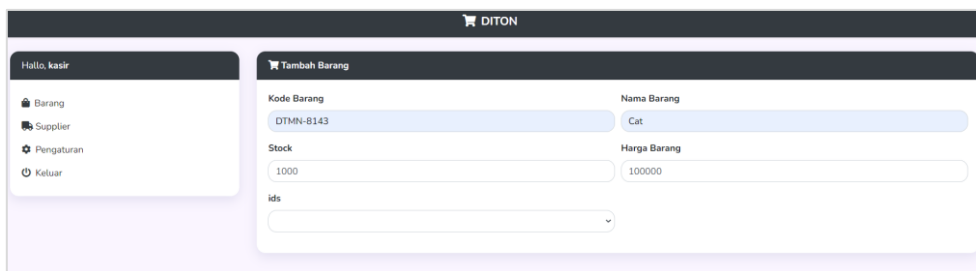 DITON
Hallo, kasir
Barang
Supplier
Pengaturan
Keluar
Tambah Barang
Kode Barang
DTMN-8143
Nama Barang
Cat
Stock
1000
Harga Barang
100000
ids